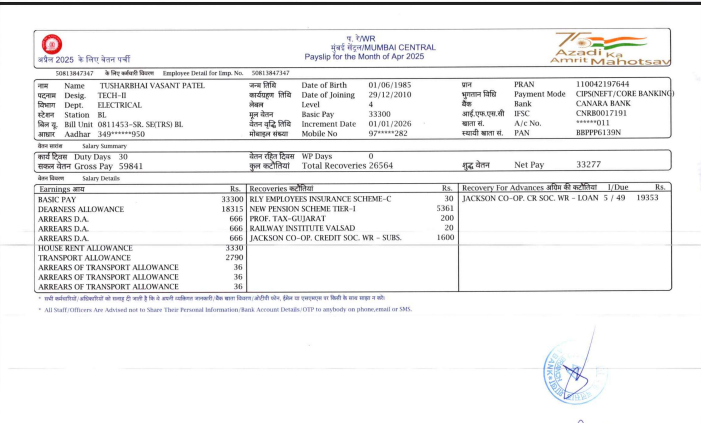 प. रे/WR
मुंबई सेंट्रल/MUMBAI CENTRAL
अप्रैल 2025 के लिए वेतन पर्ची Payslip for the Month of Apr 2025
Azadi Ka
Amrit Mahotsav
50813847347 के लिए कर्मचारी विवरण Employee Detail for Emp. No. 50813847347
नाम Name TUSHARBHAI VASANT PATEL जन्म तिथि Date of Birth 01/06/1985 प्रान PRAN 110042197644
पदनाम Desig. TECH-II कार्यग्रहण तिथि Date of Joining 29/12/2010 भुगतान विधि Payment Mode CIPS(NEFT/CORE BANKING)
विभाग Dept. ELECTRICAL लेवल Level 4 बैंक Bank CANARA BANK
स्टेशन Station BL मूल वेतन Basic Pay 33300 आई.एफ.एस.सी IFSC CNRB0017191
बिल यू. Bill Unit 0811453-SR. SE(TRS) BL वेतन वृद्धि तिथि Increment Date 01/01/2026 खाता सं. A/c No. ******011
आधार Aadhar 349******950 मोबाइल संख्या Mobile No 97*****282 स्थायी खाता सं. PAN BBPPP6139N
वेतन सारांश Salary Summary
कार्य दिवस Duty Days 30 वेतन रहित दिवस WP Days 0
सकल वेतन Gross Pay 59841 कुल कटौतियां Total Recoveries 26564 शुद्ध वेतन Net Pay 33277
वेतन विवरण Salary Details
Earnings आय Rs. Recoveries कटौतियां Rs. Recovery For Advances अग्रिम की कटौतियां I/Due Rs.
BASIC PAY 33300 RLY EMPLOYEES INSURANCE SCHEME-C 30 JACKSON CO-OP. CR SOC. WR - LOAN 5 / 49 19353
DEARNESS ALLOWANCE 18315 NEW PENSION SCHEME TIER-I 5361
ARREARS D.A. 666 PROF. TAX-GUJARAT 200
ARREARS D.A. 666 RAILWAY INSTITUTE VALSAD 20
ARREARS D.A. 666 JACKSON CO-OP. CREDIT SOC. WR - SUBS. 1600
HOUSE RENT ALLOWANCE 3330
TRANSPORT ALLOWANCE 2790
ARREARS OF TRANSPORT ALLOWANCE 36
ARREARS OF TRANSPORT ALLOWANCE 36
ARREARS OF TRANSPORT ALLOWANCE 36
* सभी कर्मचारियों/अधिकारियों को सलाह दी जाती है कि वे अपनी व्यक्तिगत जानकारी/बैंक खाता विवरण/ओटीपी फोन, ईमेल या एसएमएस पर किसी के साथ साझा न करें।
* All Staff/Officers Are Advised not to Share Their Personal Information/Bank Account Details/OTP to anybody on phone,email or SMS.